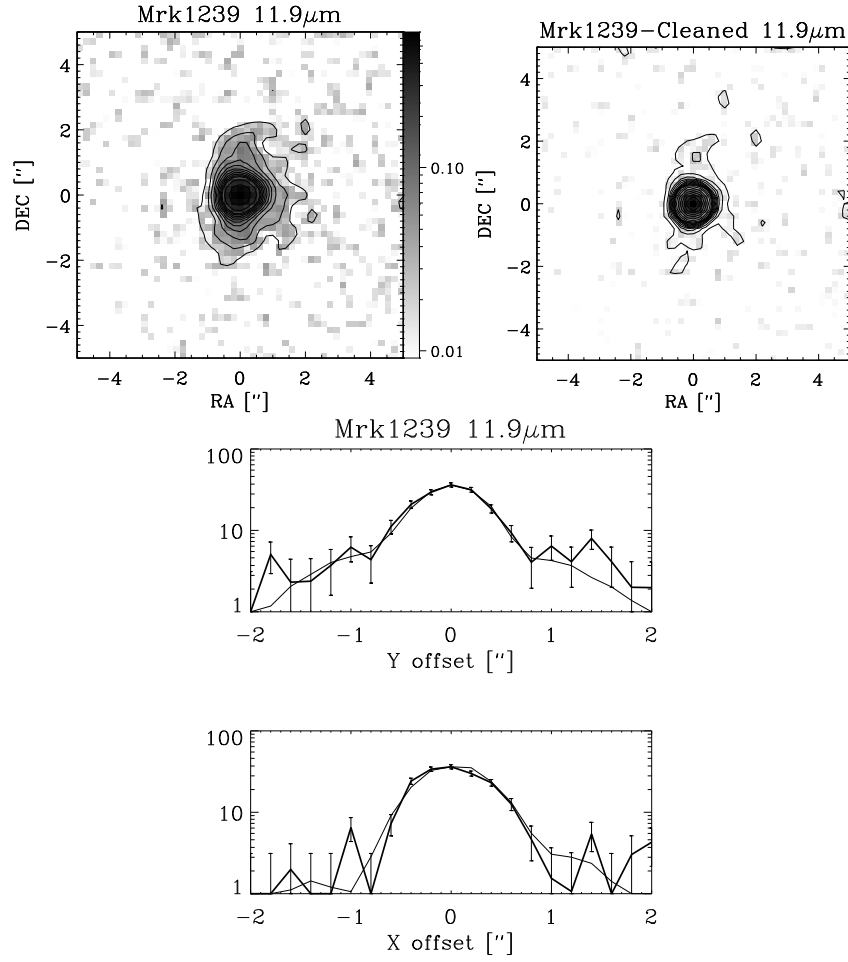 Mrk1239 11.9μm
4
2
0
−2
−4
DEC ["]
−4 −2 0 2 4
RA ["]
0.10
0.01
Mrk1239−Cleaned 11.9μm
4
2
0
−2
−4
DEC ["]
−4 −2 0 2 4
RA ["]
Mrk1239 11.9μm
100
10
1
−2 −1 0 1 2
Y offset ["]
100
10
1
−2 −1 0 1 2
X offset ["]